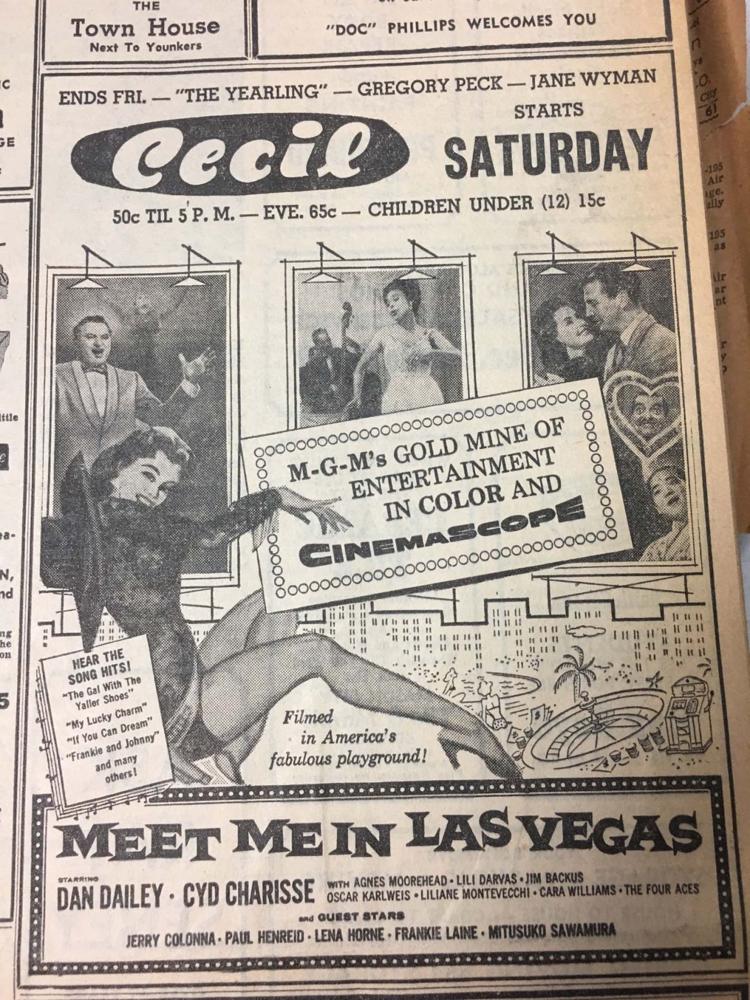 THE
Town House
Next To Younkers
"DOC" PHILLIPS WELCOMES YOU
ENDS FRI. — "THE YEARLING" — GREGORY PECK — JANE WYMAN
Cecil
STARTS
SATURDAY
50c TIL 5 P. M. — EVE. 65c — CHILDREN UNDER (12) 15c
M-G-M's GOLD MINE OF
ENTERTAINMENT
IN COLOR AND
CINEMASCOPE
HEAR THE
SONG HITS!
"The Gal With The
Yaller Shoes"
"My Lucky Charm"
"If You Can Dream"
"Frankie and Johnny"
and many
others!
Filmed
in America's
fabulous playground!
MEET ME IN LAS VEGAS
STARRING
DAN DAILEY · CYD CHARISSE
WITH AGNES MOOREHEAD · LILI DARVAS · JIM BACKUS
OSCAR KARLWEIS · LILIANE MONTEVECCHI · CARA WILLIAMS · THE FOUR ACES
and GUEST STARS
JERRY COLONNA · PAUL HENREID · LENA HORNE · FRANKIE LAINE · MITUSUKO SAWAMURA